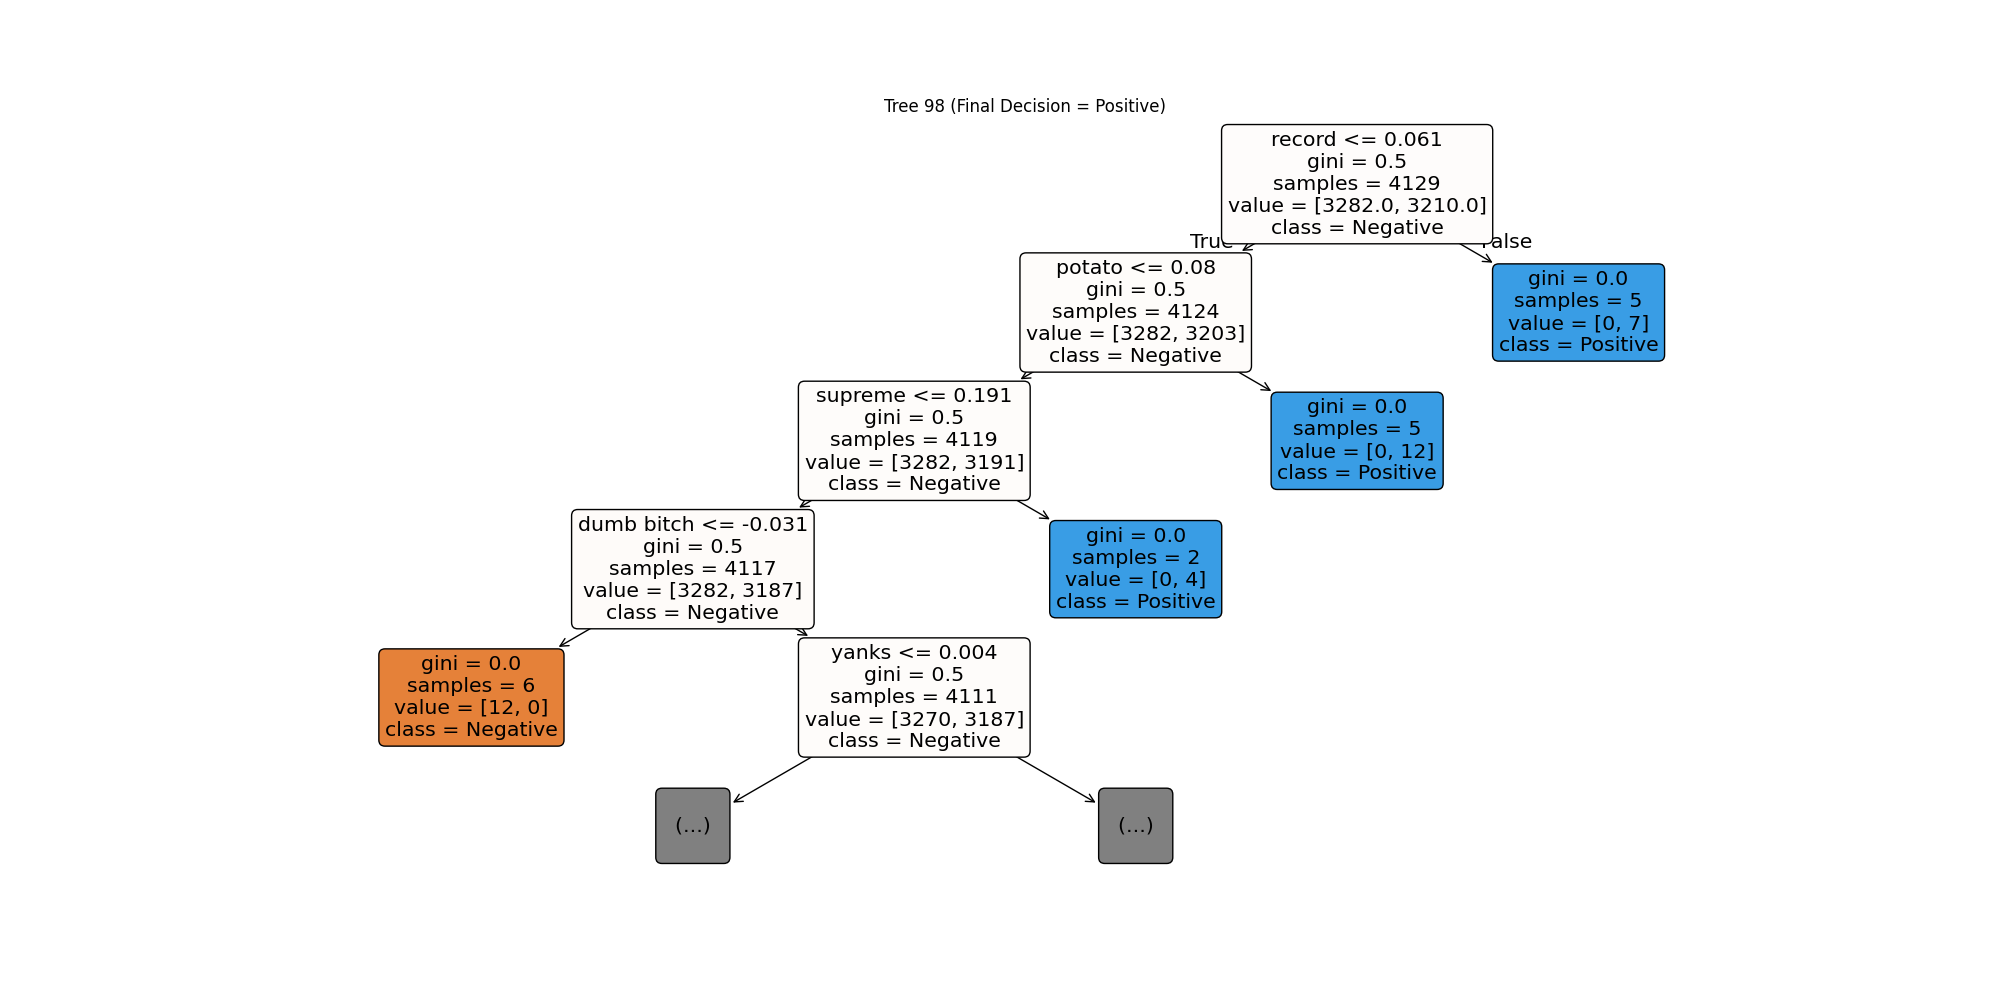 Tree 98 (Final Decision = Positive)
record <= 0.061
gini = 0.5
samples = 4129
value = [3282.0, 3210.0]
class = Negative
True
False
potato <= 0.08
gini = 0.5
samples = 4124
value = [3282, 3203]
class = Negative
gini = 0.0
samples = 5
value = [0, 7]
class = Positive
supreme <= 0.191
gini = 0.5
samples = 4119
value = [3282, 3191]
class = Negative
gini = 0.0
samples = 5
value = [0, 12]
class = Positive
dumb bitch <= -0.031
gini = 0.5
samples = 4117
value = [3282, 3187]
class = Negative
gini = 0.0
samples = 2
value = [0, 4]
class = Positive
gini = 0.0
samples = 6
value = [12, 0]
class = Negative
yanks <= 0.004
gini = 0.5
samples = 4111
value = [3270, 3187]
class = Negative
(...)
(...)